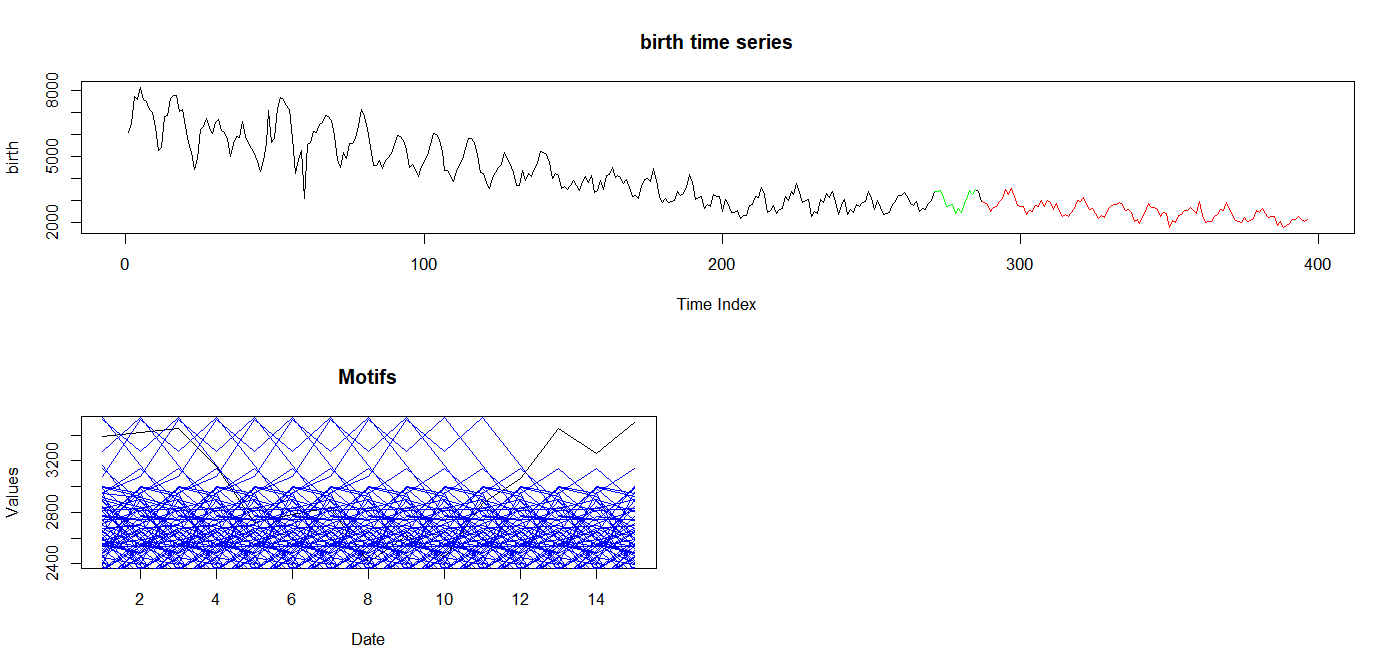 birth time series
birth
2000 5000 8000
0 100 200 300 400
Time Index
Motifs
Values
2400 2800 3200
2 4 6 8 10 12 14
Date